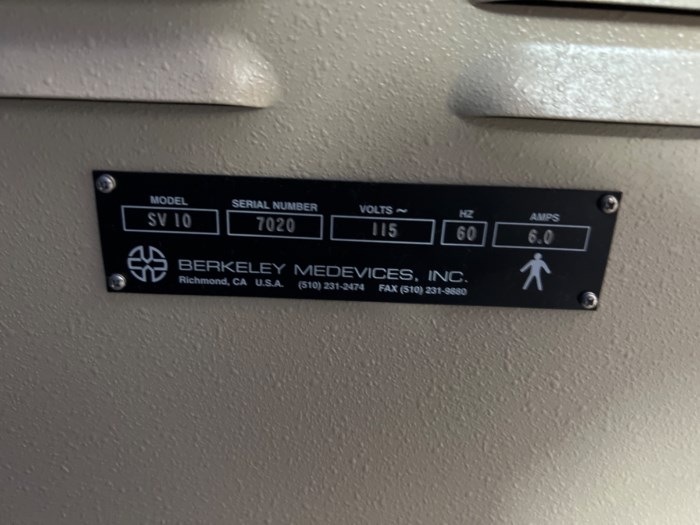 MODEL SERIAL NUMBER VOLTS ~ HZ AMPS
SV 10 7020 115 60 6.0
BERKELEY MEDEVICES, INC.
Richmond, CA U.S.A. (510) 231-2474 FAX (510) 231-9880